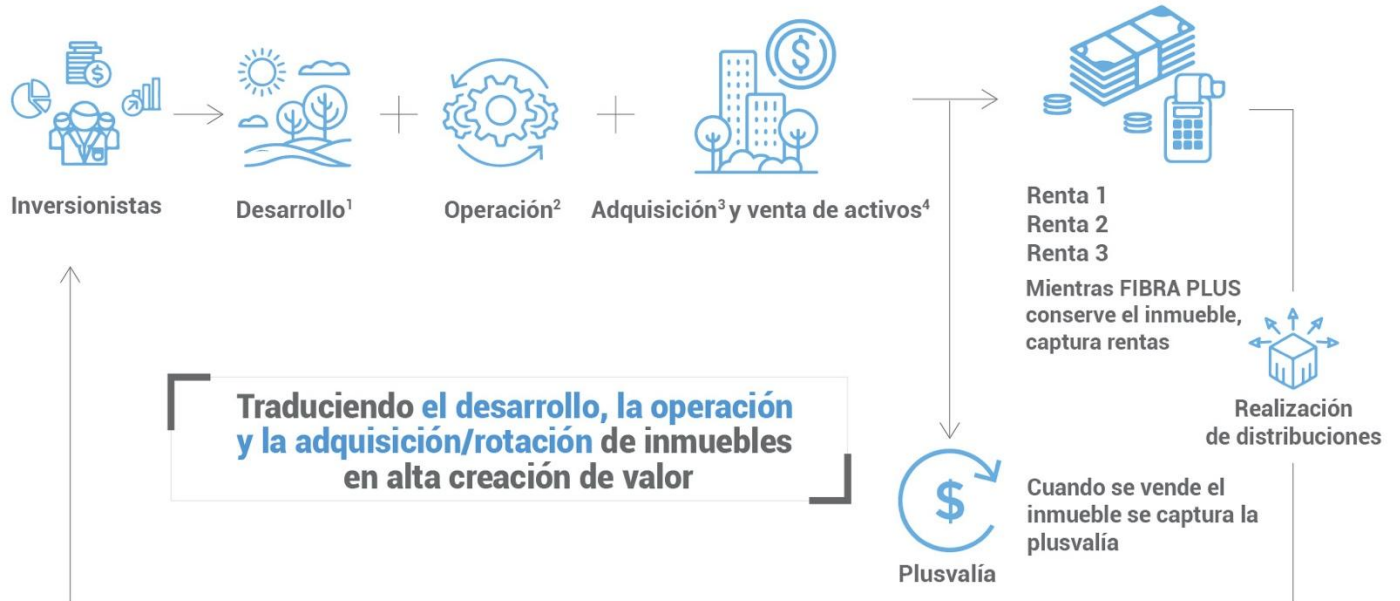 Inversionistas
Desarrollo¹
Operación²
Adquisición³ y venta de activos⁴
Renta 1
Renta 2
Renta 3
Mientras FIBRA PLUS
conserve el inmueble,
captura rentas
Realización
de distribuciones
Traduciendo el desarrollo, la operación
y la adquisición/rotación de inmuebles
en alta creación de valor
$
Plusvalía
Cuando se vende el
inmueble se captura la
plusvalía